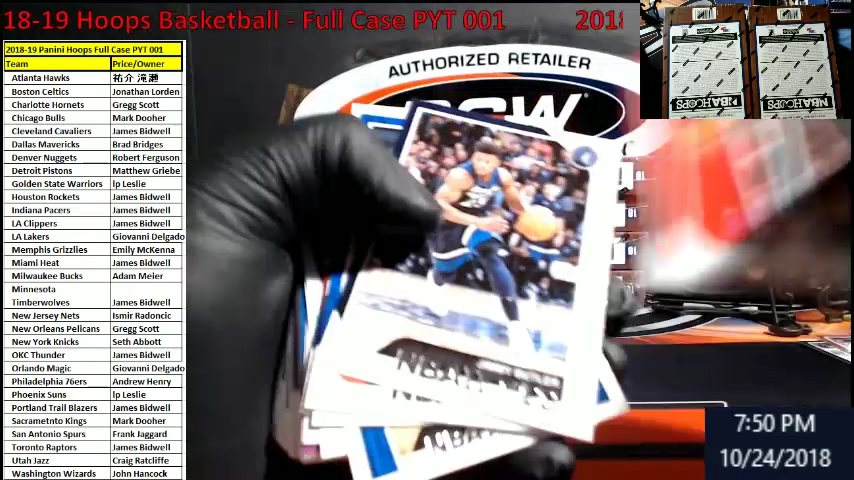 18-19 Hoops Basketball - Full Case PYT 001
201
2018-19 Panini Hoops Full Case PYT 001
Team Price/Owner
Atlanta Hawks 祐介 滝瀬
Boston Celtics Jonathan Lorden
Charlotte Hornets Gregg Scott
Chicago Bulls Mark Dooher
Cleveland Cavaliers James Bidwell
Dallas Mavericks Brad Bridges
Denver Nuggets Robert Ferguson
Detroit Pistons Matthew Griebe
Golden State Warriors lp Leslie
Houston Rockets James Bidwell
Indiana Pacers James Bidwell
LA Clippers James Bidwell
LA Lakers Giovanni Delgado
Memphis Grizzlies Emily McKenna
Miami Heat James Bidwell
Milwaukee Bucks Adam Meier
Minnesota
Timberwolves James Bidwell
New Jersey Nets Ismir Radoncic
New Orleans Pelicans Gregg Scott
New York Knicks Seth Abbott
OKC Thunder James Bidwell
Orlando Magic Giovanni Delgado
Philadelphia 76ers Andrew Henry
Phoenix Suns lp Leslie
Portland Trail Blazers James Bidwell
Sacrametnto Kings Mark Dooher
San Antonio Spurs Frank Jaggard
Toronto Raptors James Bidwell
Utah Jazz Craig Ratcliffe
Washington Wizards John Hancock
AUTHORIZED RETAILER
NBA HOOPS
NBA HOOPS
7:50 PM
10/24/2018